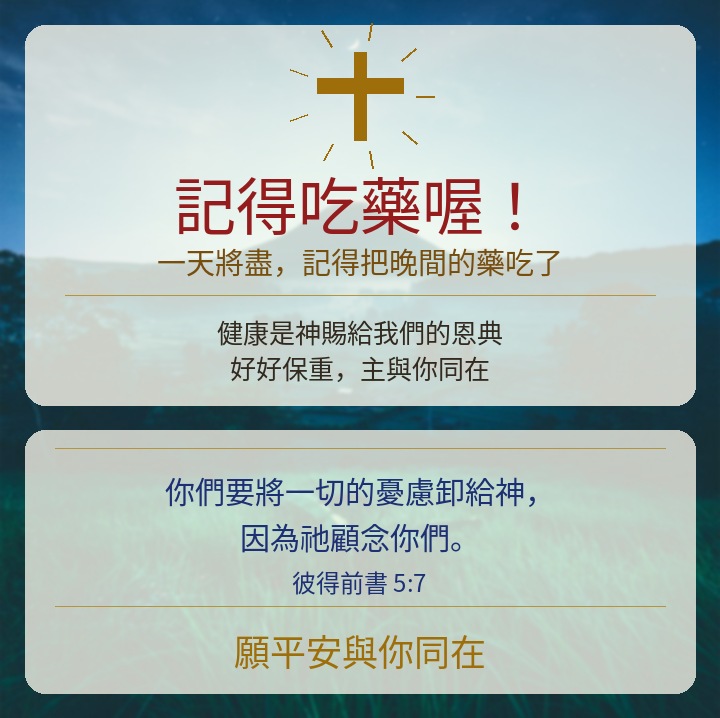 記得吃藥喔！
一天將盡，記得把晚間的藥吃了
健康是神賜給我們的恩典
好好保重，主與你同在
你們要將一切的憂慮卸給神，
因為祂顧念你們。
彼得前書 5:7
願平安與你同在